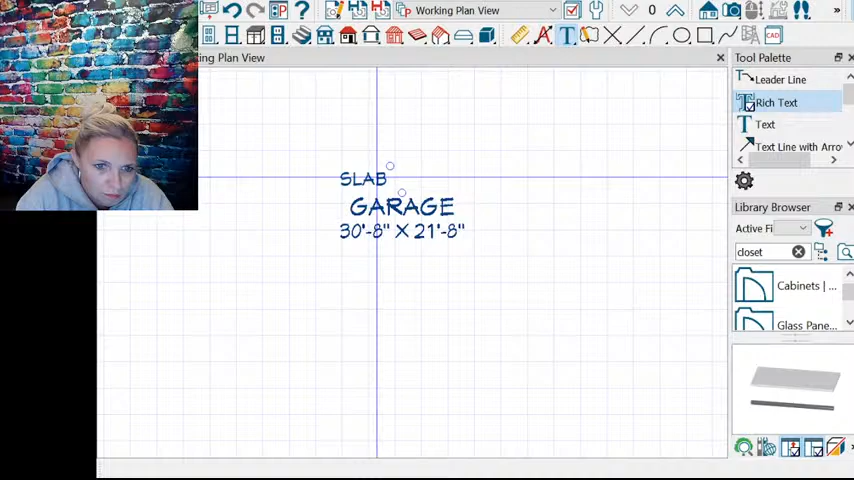 Working Plan View
0
CAD
ing Plan View
Tool Palette
Leader Line
Rich Text
Text
Text Line with Arro
SLAB
GARAGE
30'-8" X 21'-8"
Library Browser
Active Fi
closet
Cabinets | ...
Glass Pane...